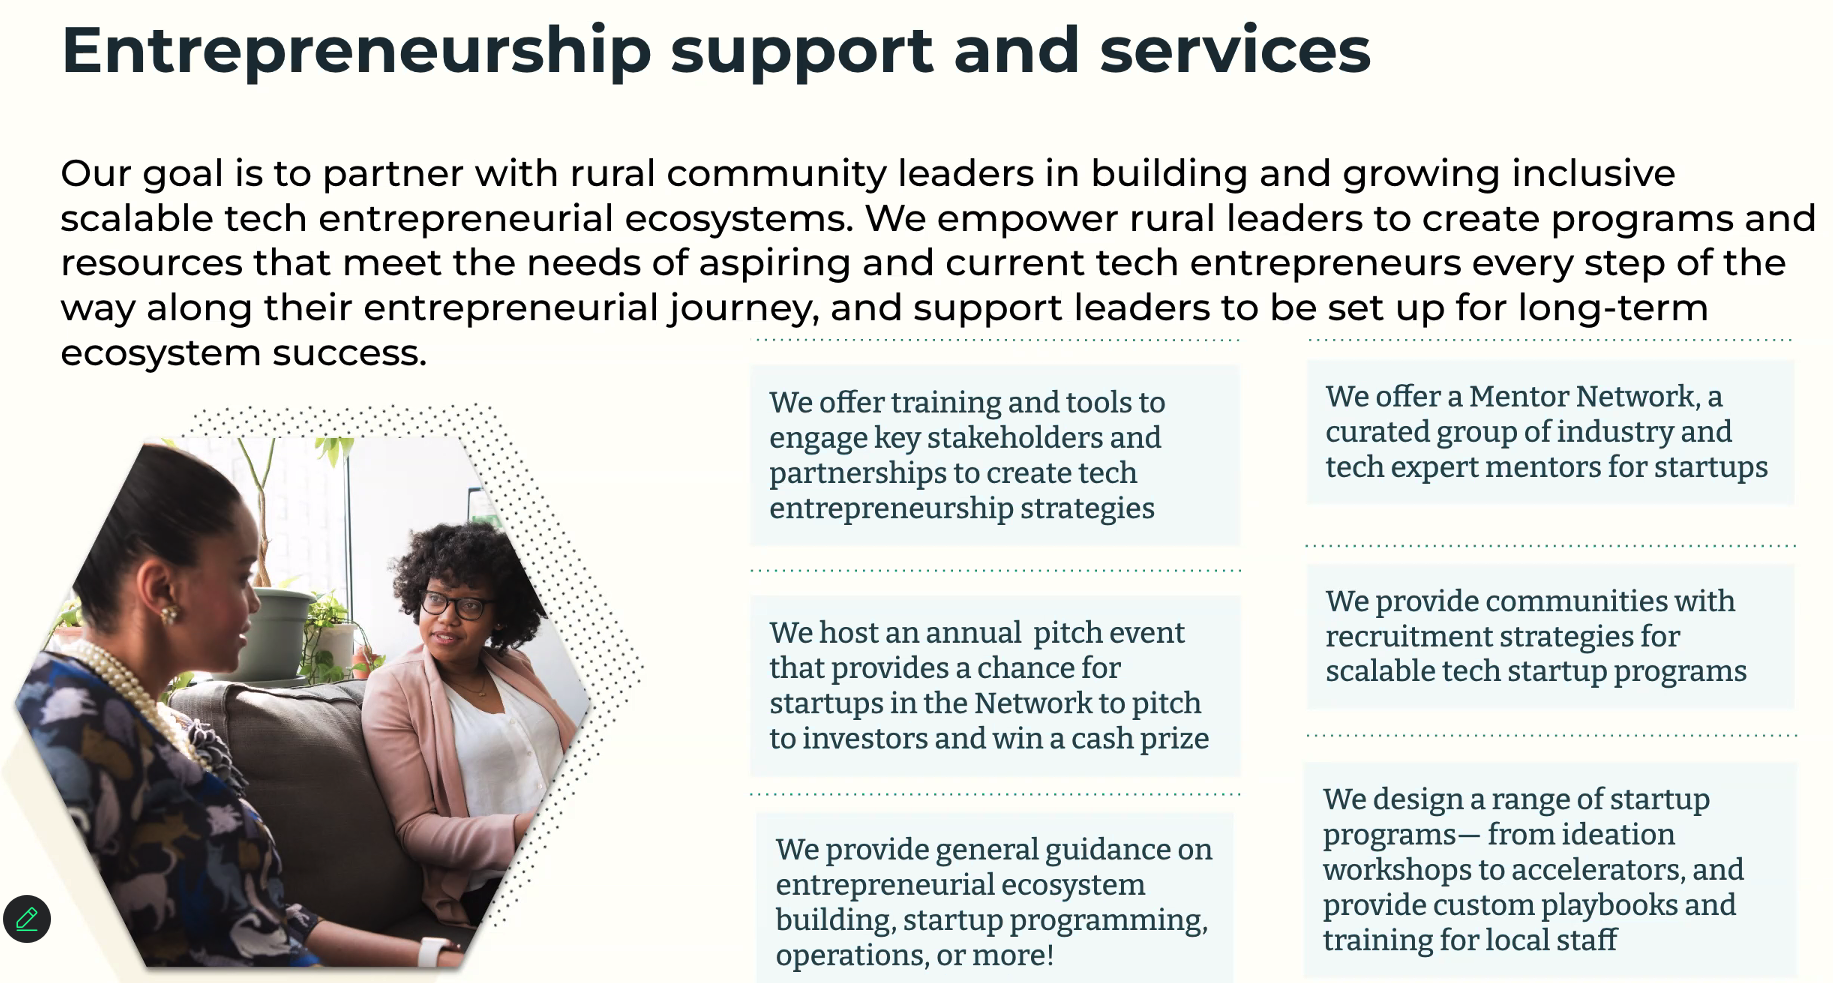 Entrepreneurship support and services
Our goal is to partner with rural community leaders in building and growing inclusive
scalable tech entrepreneurial ecosystems. We empower rural leaders to create programs and
resources that meet the needs of aspiring and current tech entrepreneurs every step of the
way along their entrepreneurial journey, and support leaders to be set up for long-term
ecosystem success.
We offer training and tools to
engage key stakeholders and
partnerships to create tech
entrepreneurship strategies
We host an annual  pitch event
that provides a chance for
startups in the Network to pitch
to investors and win a cash prize
We provide general guidance on
entrepreneurial ecosystem
building, startup programming,
operations, or more!
We offer a Mentor Network, a
curated group of industry and
tech expert mentors for startups
We provide communities with
recruitment strategies for
scalable tech startup programs
We design a range of startup
programs— from ideation
workshops to accelerators, and
provide custom playbooks and
training for local staff